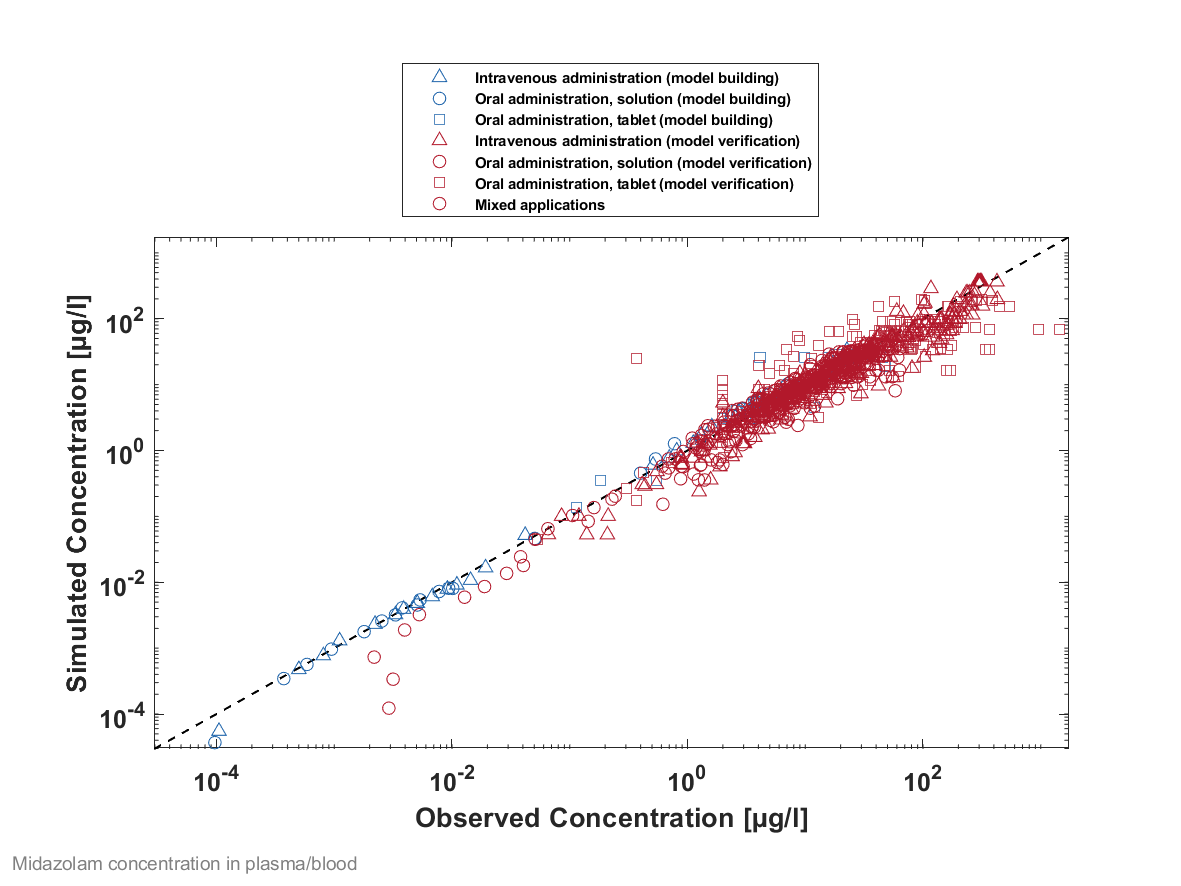 Intravenous administration (model building)
Oral administration, solution (model building)
Oral administration, tablet (model building)
Intravenous administration (model verification)
Oral administration, solution (model verification)
Oral administration, tablet (model verification)
Mixed applications
Simulated Concentration [µg/l]
10^2
10^0
10^-2
10^-4
10^-4
10^-2
10^0
10^2
Observed Concentration [µg/l]
Midazolam concentration in plasma/blood